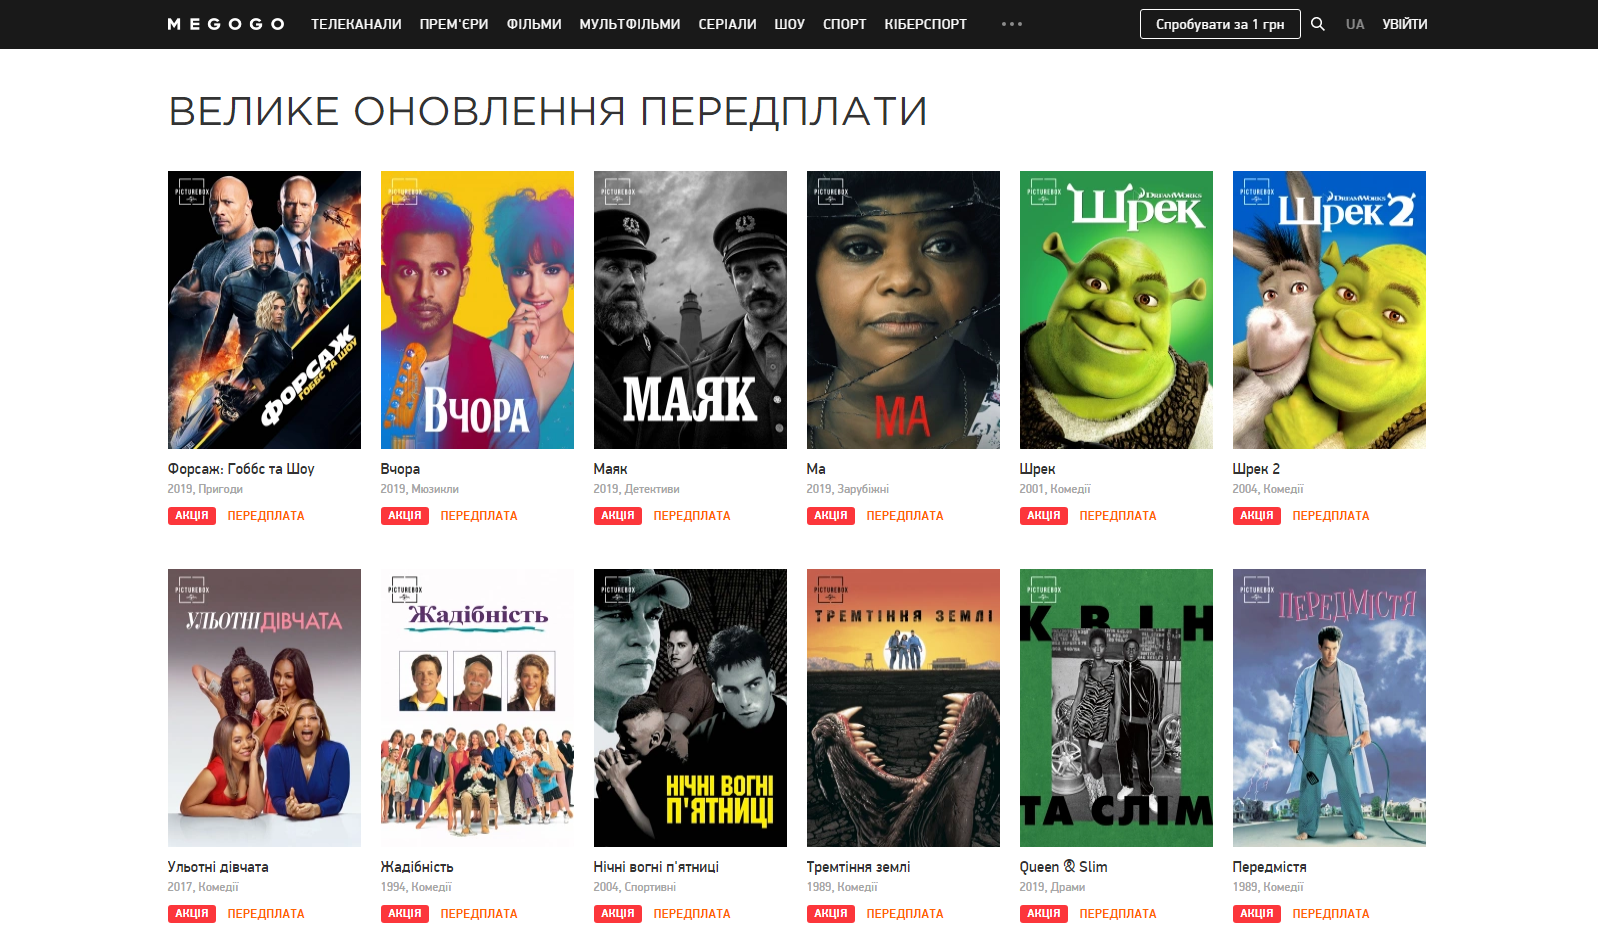 MEGOGO ТЕЛЕКАНАЛИ ПРЕМ'ЄРИ ФІЛЬМИ МУЛЬТФІЛЬМИ СЕРІАЛИ ШОУ СПОРТ КІБЕРСПОРТ ••• Спробувати за 1 грн UA УВІЙТИ
ВЕЛИКЕ ОНОВЛЕННЯ ПЕРЕДПЛАТИ
PICTUREBOX
ФОРСАЖ
ГОББС ТА ШОУ
Форсаж: Гоббс та Шоу
2019, Пригоди
АКЦІЯ ПЕРЕДПЛАТА
PICTUREBOX
ВЧОРА
Вчора
2019, Мюзикли
АКЦІЯ ПЕРЕДПЛАТА
PICTUREBOX
МАЯК
Маяк
2019, Детективи
АКЦІЯ ПЕРЕДПЛАТА
PICTUREBOX
МА
Ма
2019, Зарубіжні
АКЦІЯ ПЕРЕДПЛАТА
PICTUREBOX
DREAMWORKS
Шрек
Шрек
2001, Комедії
АКЦІЯ ПЕРЕДПЛАТА
PICTUREBOX
DREAMWORKS
Шрек 2
Шрек 2
2004, Комедії
АКЦІЯ ПЕРЕДПЛАТА
PICTUREBOX
УЛЬОТНІ ДІВЧАТА
Ульотні дівчата
2017, Комедії
АКЦІЯ ПЕРЕДПЛАТА
PICTUREBOX
Жадібність
Жадібність
1994, Комедії
АКЦІЯ ПЕРЕДПЛАТА
PICTUREBOX
НІЧНІ ВОГНІ
П'ЯТНИЦІ
Нічні вогні п'ятниці
2004, Спортивні
АКЦІЯ ПЕРЕДПЛАТА
PICTUREBOX
ТРЕМТІННЯ ЗЕМЛІ
Тремтіння землі
1989, Комедії
АКЦІЯ ПЕРЕДПЛАТА
PICTUREBOX
КВІН
ТА СЛІМ
Queen & Slim
2019, Драми
АКЦІЯ ПЕРЕДПЛАТА
PICTUREBOX
ПЕРЕДМІСТЯ
Передмістя
1989, Комедії
АКЦІЯ ПЕРЕДПЛАТА